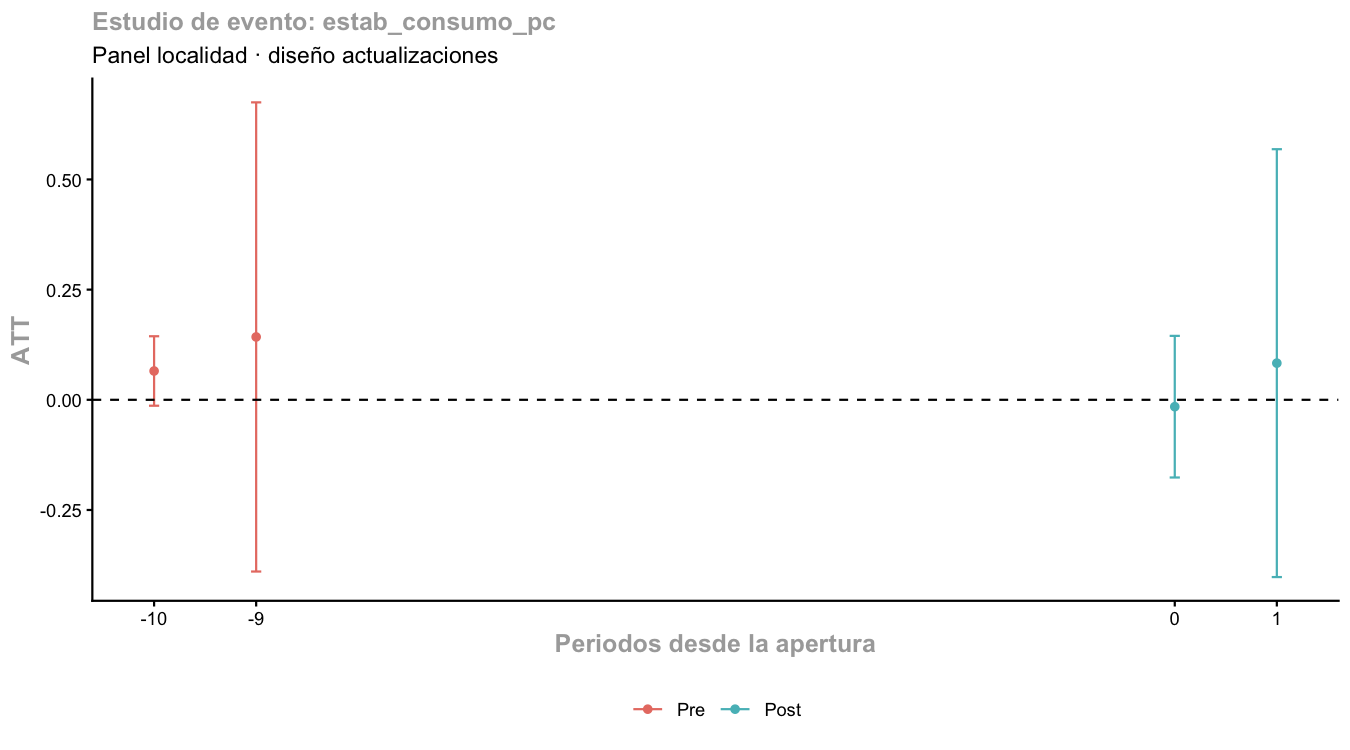 Estudio de evento: estab_consumo_pc
Panel localidad · diseño actualizaciones
ATT
0.50
0.25
0.00
-0.25
-10 -9 0 1
Periodos desde la apertura
Pre Post